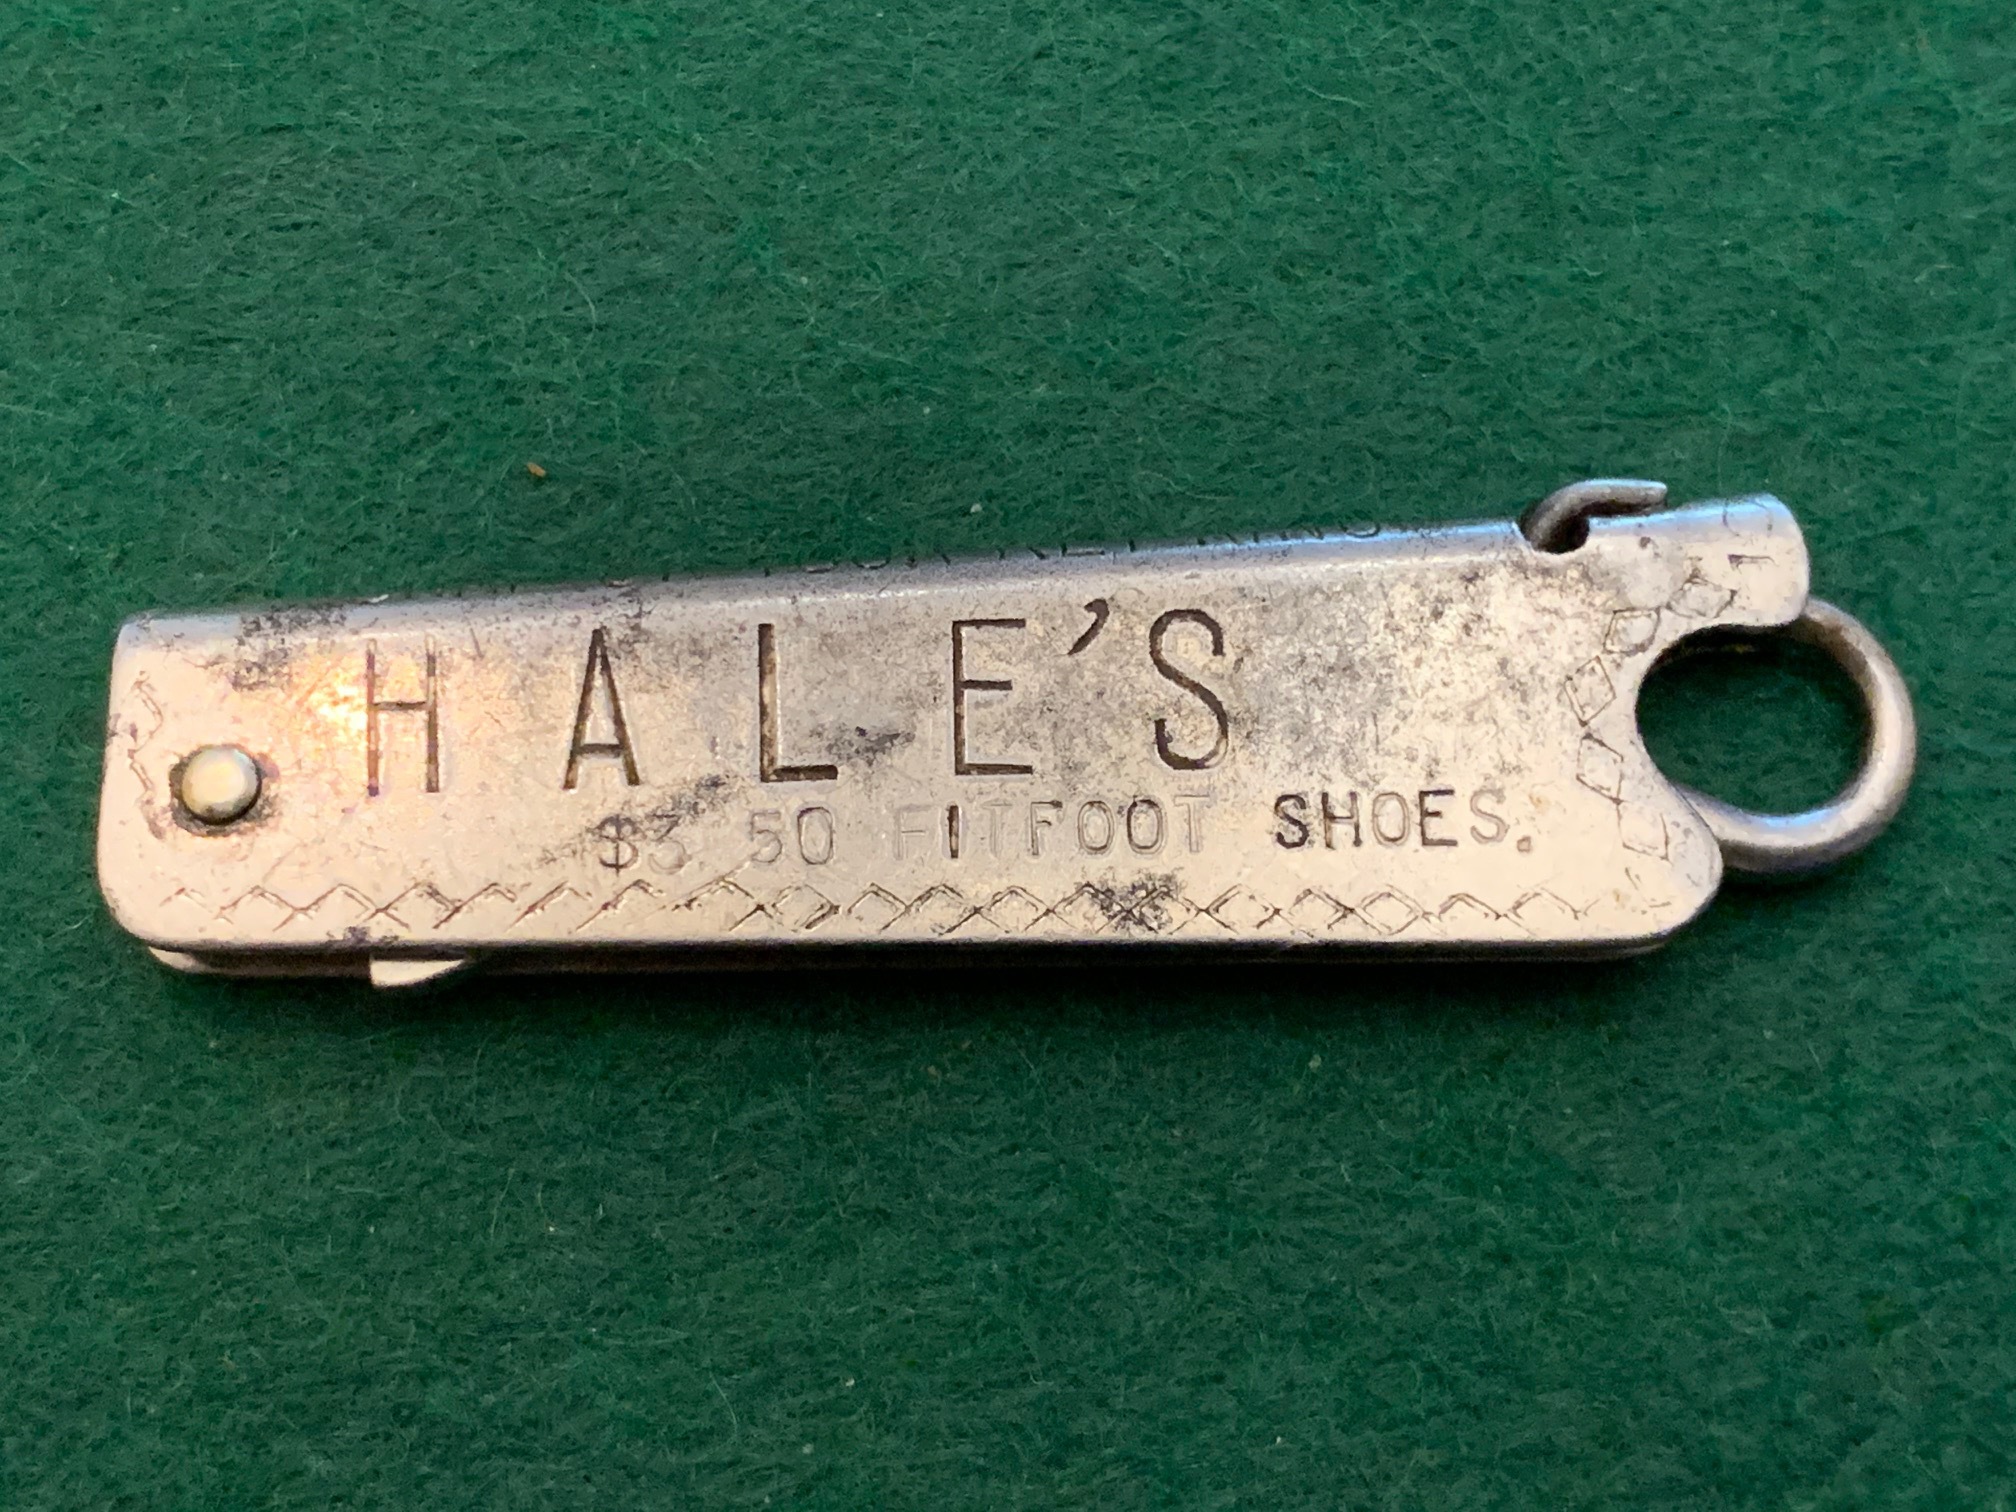 HALE'S
$3 50 FITFOOT SHOES.